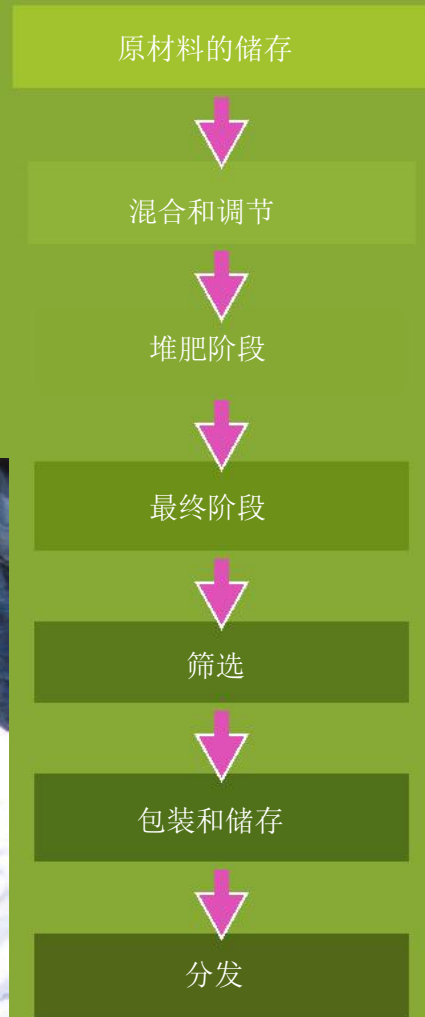 原材料的储存
混合和调节
堆肥阶段
最终阶段
筛选
包装和储存
分发